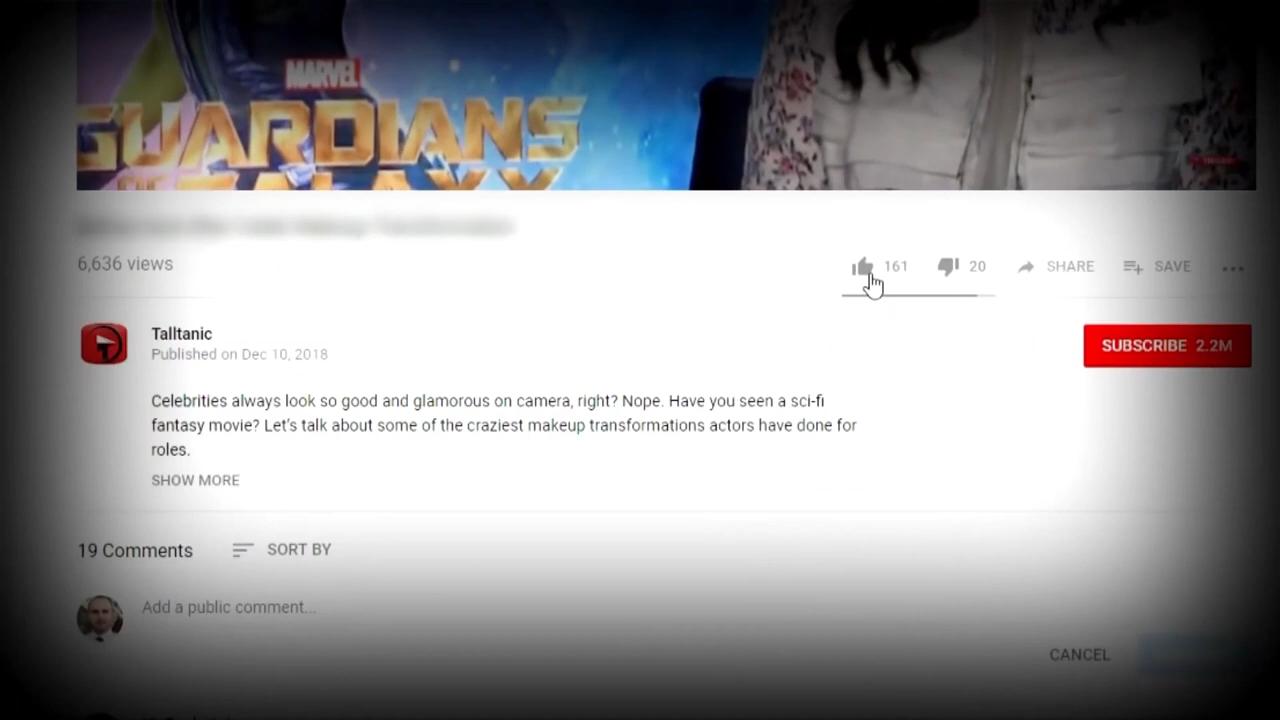 MARVEL
GUARDIANS
OF THE GALAXY
6,636 views
161
20
SHARE
SAVE
Talltanic
Published on Dec 10, 2018
SUBSCRIBE 2.2M
Celebrities always look so good and glamorous on camera, right? Nope. Have you seen a sci-fi
fantasy movie? Let's talk about some of the craziest makeup transformations actors have done for
roles.
SHOW MORE
19 Comments
SORT BY
Add a public comment...
CANCEL